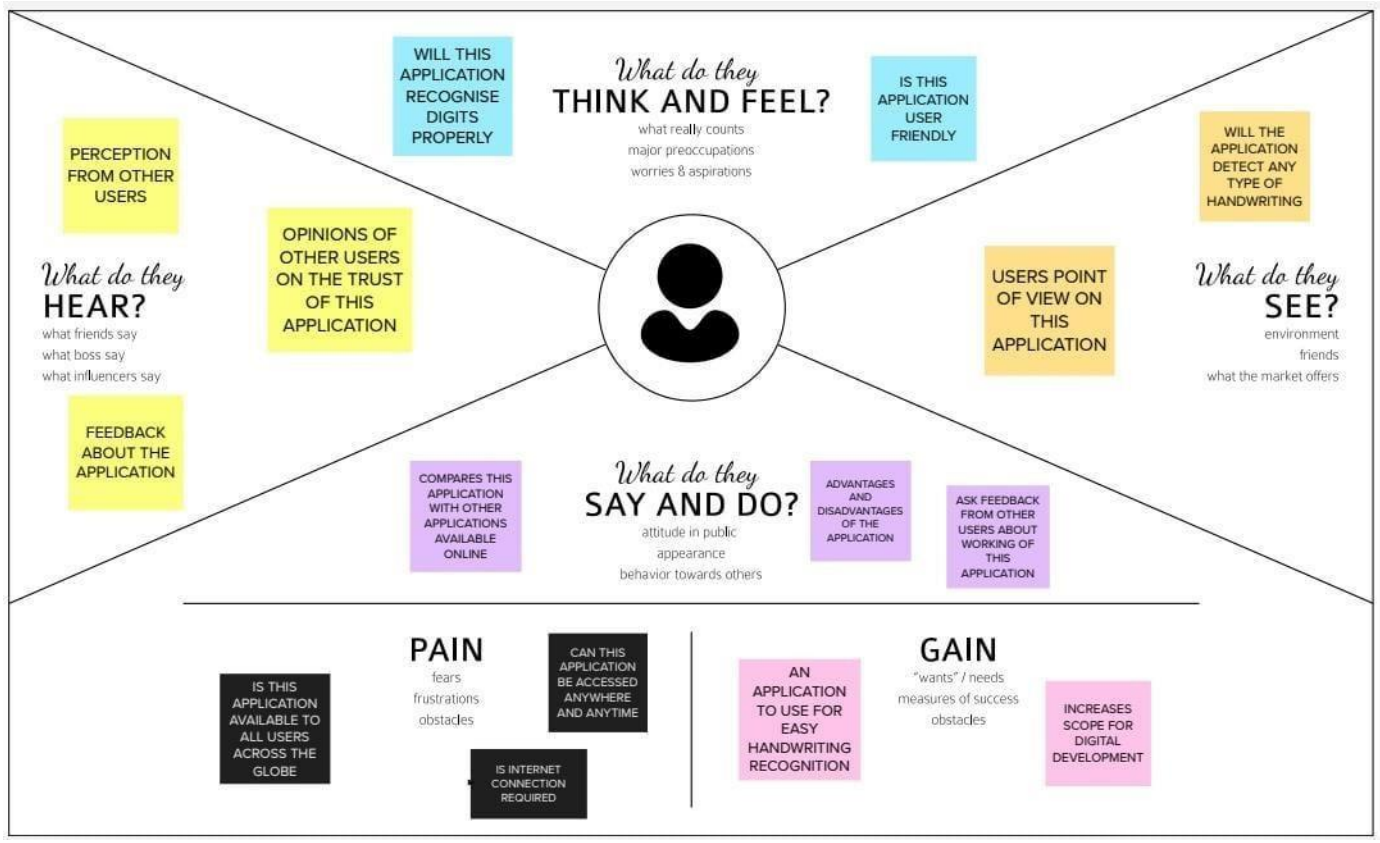 What do they
THINK AND FEEL?
what really counts
major preoccupations
worries & aspirations
WILL THIS
APPLICATION
RECOGNISE
DIGITS
PROPERLY
IS THIS
APPLICATION
USER
FRIENDLY
PERCEPTION
FROM OTHER
USERS
OPINIONS OF
OTHER USERS
ON THE TRUST
OF THIS
APPLICATION
What do they
HEAR?
what friends say
what boss say
what influencers say
FEEDBACK
ABOUT THE
APPLICATION
WILL THE
APPLICATION
DETECT ANY
TYPE OF
HANDWRITING
USERS POINT
OF VIEW ON
THIS
APPLICATION
What do they
SEE?
environment
friends
what the market offers
COMPARES THIS
APPLICATION
WITH OTHER
APPLICATIONS
AVAILABLE
ONLINE
What do they
SAY AND DO?
attitude in public
appearance
behavior towards others
ADVANTAGES
AND
DISADVANTAGES
OF THE
APPLICATION
ASK FEEDBACK
FROM OTHER
USERS ABOUT
WORKING OF
THIS
APPLICATION
PAIN
fears
frustrations
obstacles
IS THIS
APPLICATION
AVAILABLE TO
ALL USERS
ACROSS THE
GLOBE
CAN THIS
APPLICATION
BE ACCESSED
ANYWHERE
AND ANYTIME
IS INTERNET
CONNECTION
REQUIRED
GAIN
"wants" / needs
measures of success
obstacles
AN
APPLICATION
TO USE FOR
EASY
HANDWRITING
RECOGNITION
INCREASES
SCOPE FOR
DIGITAL
DEVELOPMENT